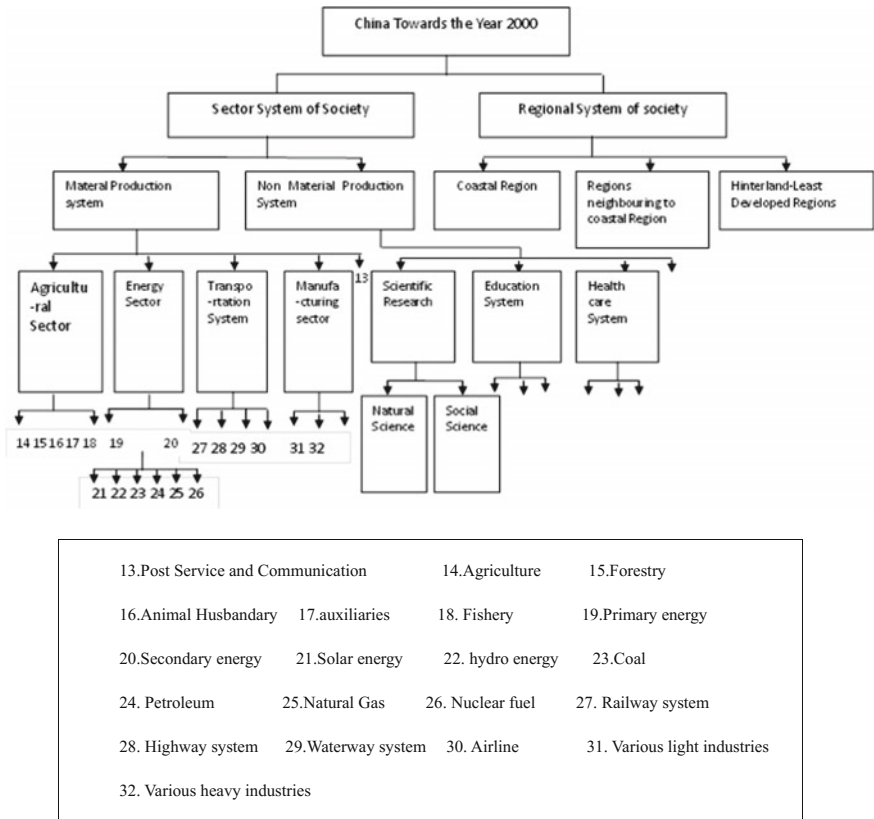 China Towards the Year 2000
Sector System of Society
Regional System of society
Materal Production
system
Non Material Production
System
Coastal Region
Regions
neighbouring to
coastal Region
Hinterland-Least
Developed Regions
Agricultu
-ral
Sector
Energy
Sector
Transpo
-rtation
System
Manufa
-cturing
sector
13
Scientific
Research
Education
System
Health
care
System
Natural
Science
Social
Science
14 15 16 17 18 19 20 27 28 29 30 31 32
21 22 23 24 25 26
13.Post Service and Communication 14.Agriculture 15.Forestry
16.Animal Husbandary 17.auxiliaries 18. Fishery 19.Primary energy
20.Secondary energy 21.Solar energy 22. hydro energy 23.Coal
24. Petroleum 25.Natural Gas 26. Nuclear fuel 27. Railway system
28. Highway system 29.Waterway system 30. Airline 31. Various light industries
32. Various heavy industries